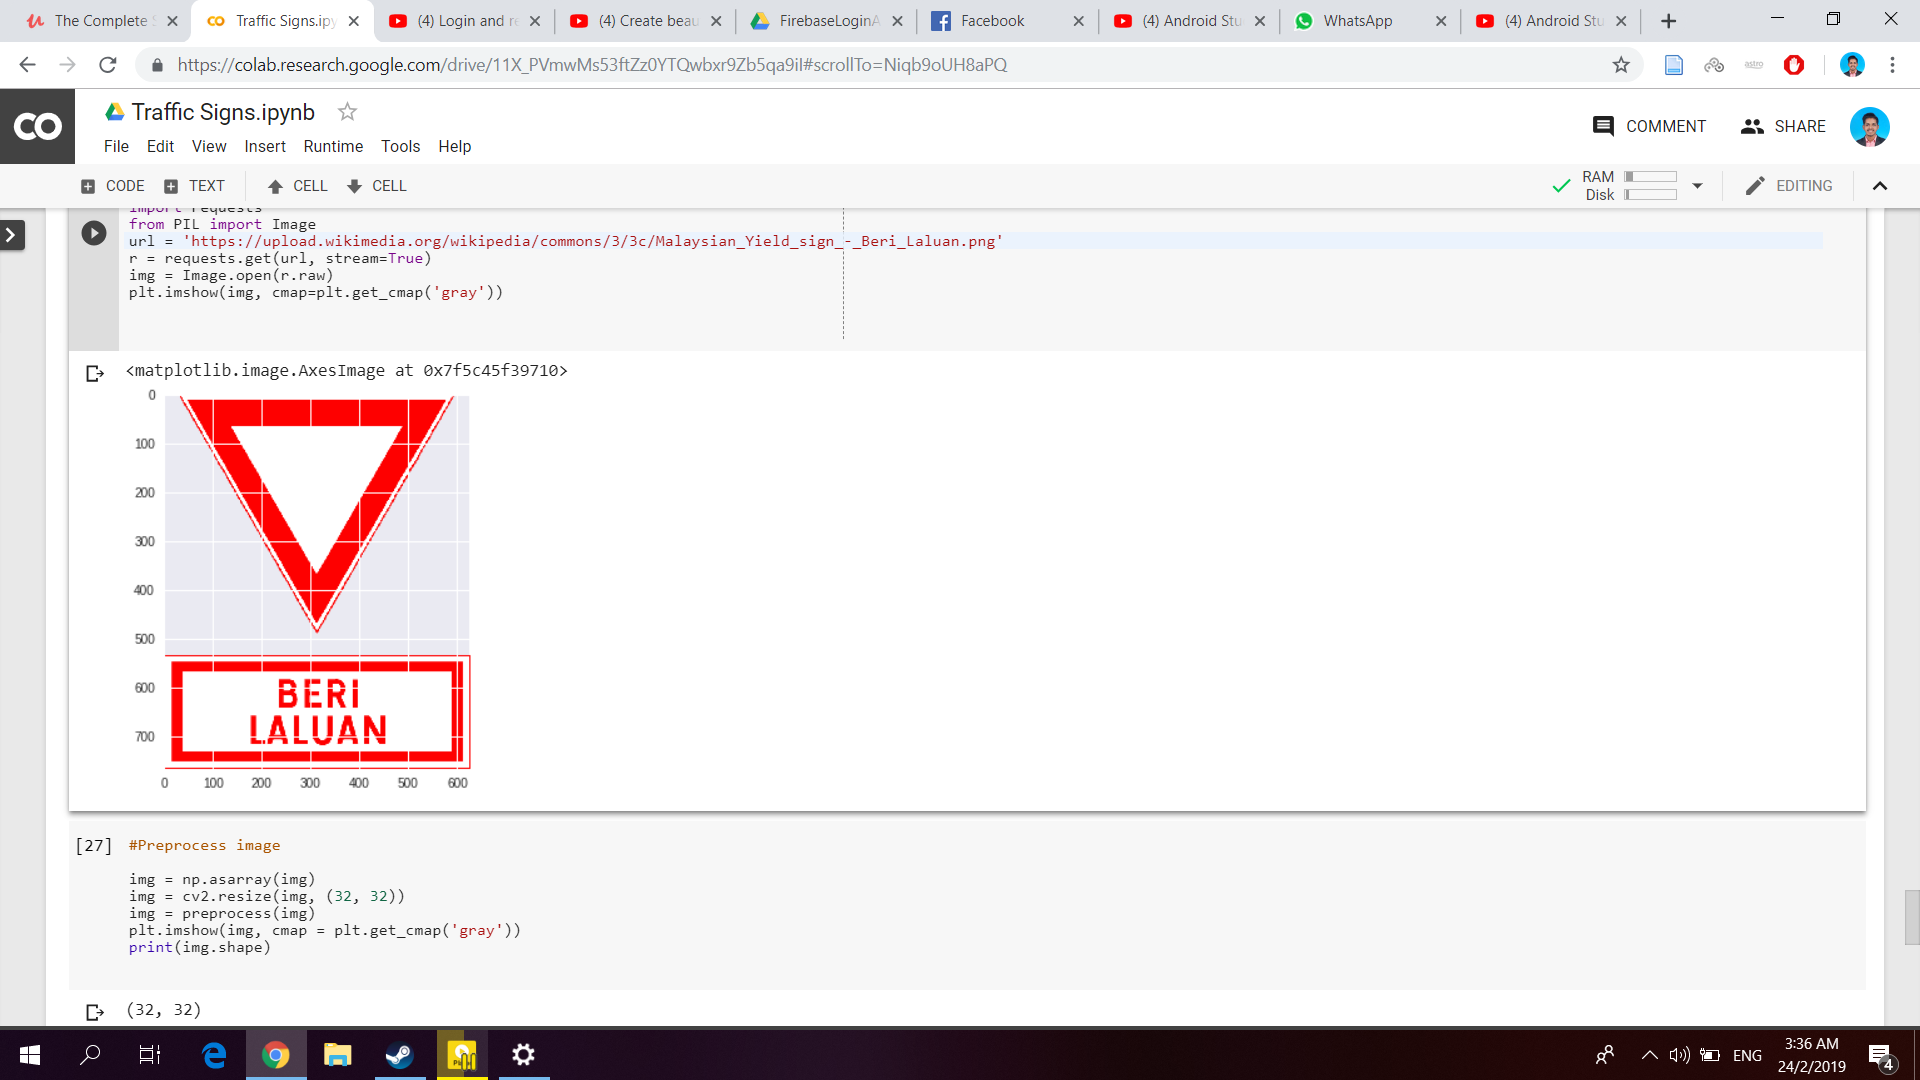 The Complete S
Traffic Signs.ipy
(4) Login and re
(4) Create beau
FirebaseLoginA
Facebook
(4) Android Stu
WhatsApp
(4) Android Stu
https://colab.research.google.com/drive/11X_PVmwMs53ftZz0YTQwbxr9Zb5qa9iI#scrollTo=Niqb9oUH8aPQ
astro
CO
Traffic Signs.ipynb
COMMENT
SHARE
File Edit View Insert Runtime Tools Help
CODE TEXT CELL CELL
RAM
Disk
EDITING
import requests
from PIL import Image
url = 'https://upload.wikimedia.org/wikipedia/commons/3/3c/Malaysian_Yield_sign_-_Beri_Laluan.png'
r = requests.get(url, stream=True)
img = Image.open(r.raw)
plt.imshow(img, cmap=plt.get_cmap('gray'))
<matplotlib.image.AxesImage at 0x7f5c45f39710>
0
100
200
300
400
500
600
700
BERI
LALUAN
0 100 200 300 400 500 600
[27] #Preprocess image
img = np.asarray(img)
img = cv2.resize(img, (32, 32))
img = preprocess(img)
plt.imshow(img, cmap = plt.get_cmap('gray'))
print(img.shape)
(32, 32)
ENG
3:36 AM
24/2/2019
4